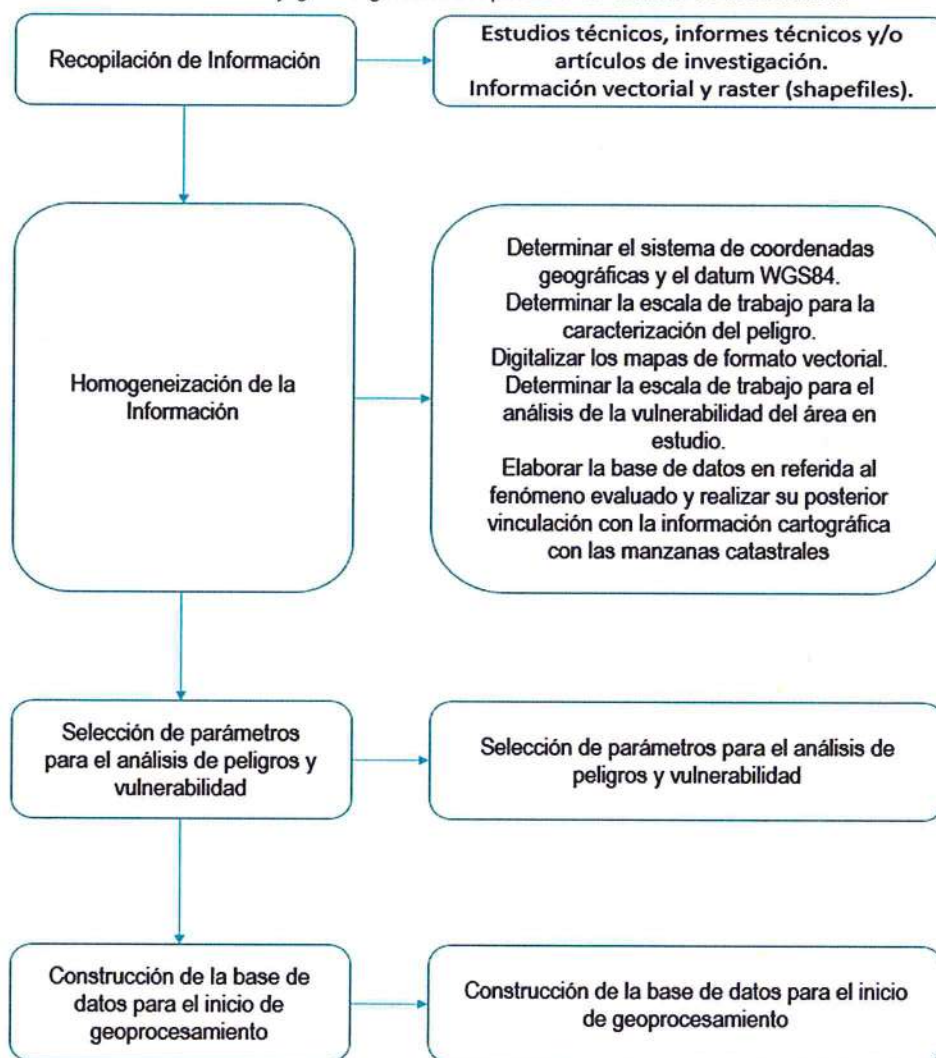 Recopilación de Información
Estudios técnicos, informes técnicos y/o
artículos de investigación.
Información vectorial y raster (shapefiles).
Homogeneización de la
Información
Determinar el sistema de coordenadas
geográficas y el datum WGS84.
Determinar la escala de trabajo para la
caracterización del peligro.
Digitalizar los mapas de formato vectorial.
Determinar la escala de trabajo para el
análisis de la vulnerabilidad del área en
estudio.
Elaborar la base de datos en referida al
fenómeno evaluado y realizar su posterior
vinculación con la información cartográfica
con las manzanas catastrales
Selección de parámetros
para el análisis de peligros y
vulnerabilidad
Selección de parámetros para el análisis de
peligros y vulnerabilidad
Construcción de la base de
datos para el inicio de
geoprocesamiento
Construcción de la base de datos para el inicio
de geoprocesamiento